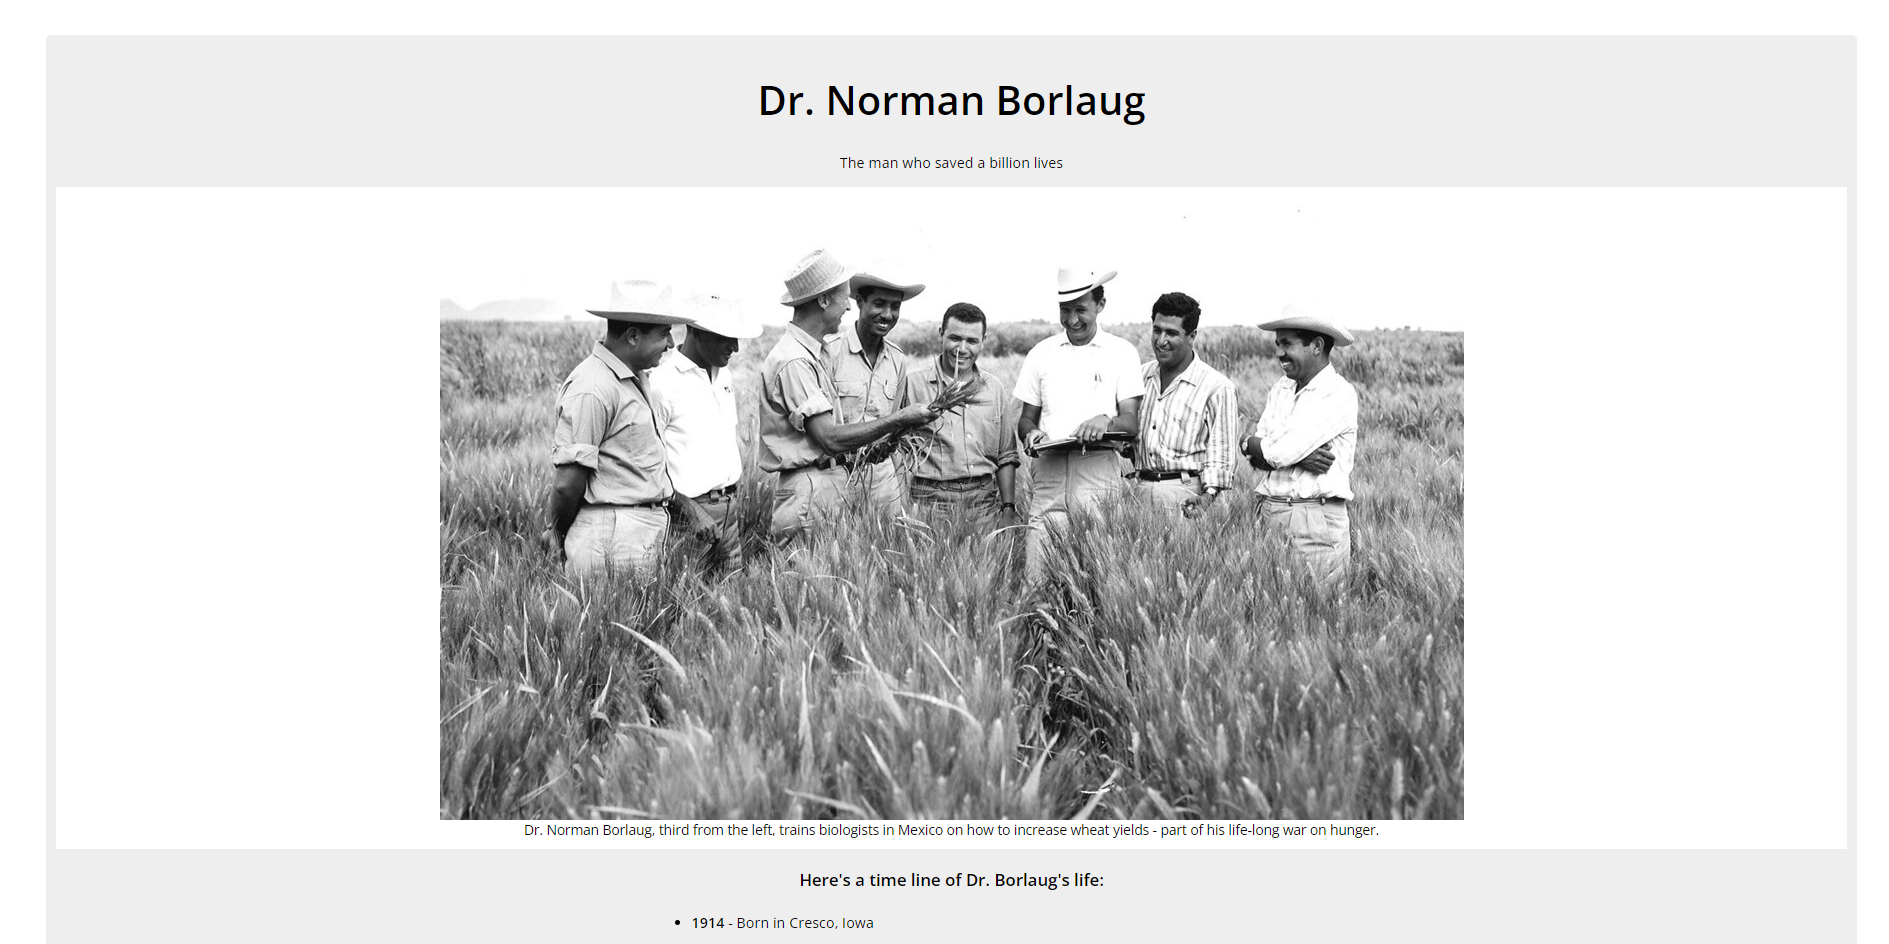 Dr. Norman Borlaug
The man who saved a billion lives
Dr. Norman Borlaug, third from the left, trains biologists in Mexico on how to increase wheat yields - part of his life-long war on hunger.
Here's a time line of Dr. Borlaug's life:
• 1914 - Born in Cresco, Iowa